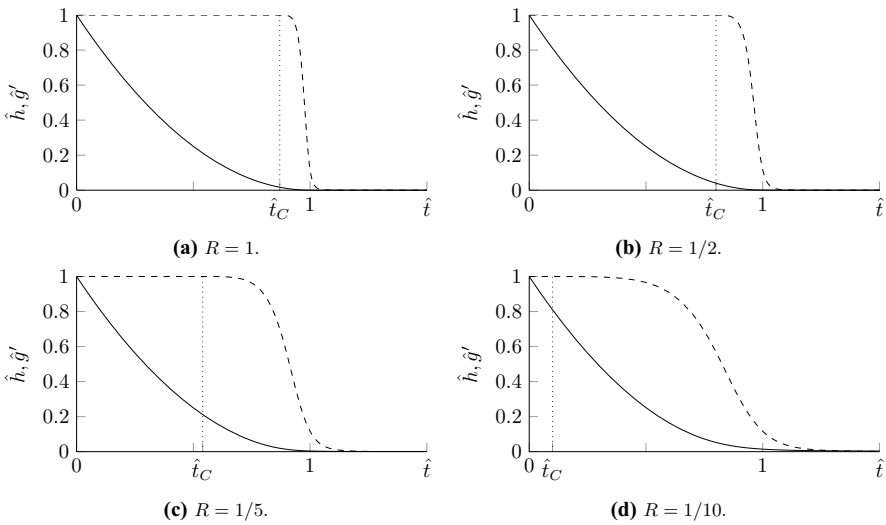 1
0.8
0.6
0.4
0.2
0
ĥ, ĝ′
0 t̂_C 1 t̂
(a) R = 1.
1
0.8
0.6
0.4
0.2
0
ĥ, ĝ′
0 t̂_C 1 t̂
(b) R = 1/2.
1
0.8
0.6
0.4
0.2
0
ĥ, ĝ′
0 t̂_C 1 t̂
(c) R = 1/5.
1
0.8
0.6
0.4
0.2
0
ĥ, ĝ′
0 t̂_C 1 t̂
(d) R = 1/10.